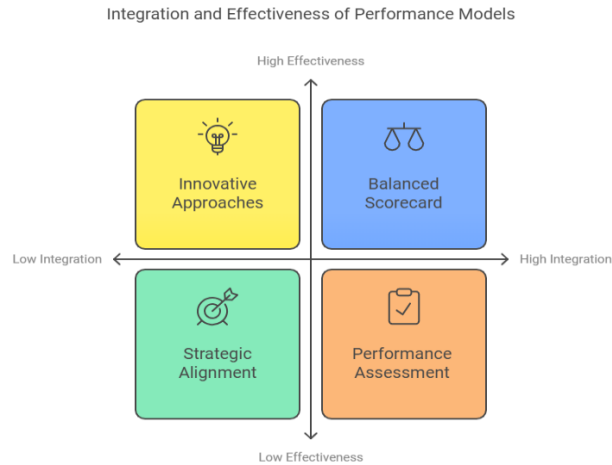 Integration and Effectiveness of Performance Models
High Effectiveness
Innovative
Approaches
Balanced
Scorecard
Low Integration
High Integration
Strategic
Alignment
Performance
Assessment
Low Effectiveness